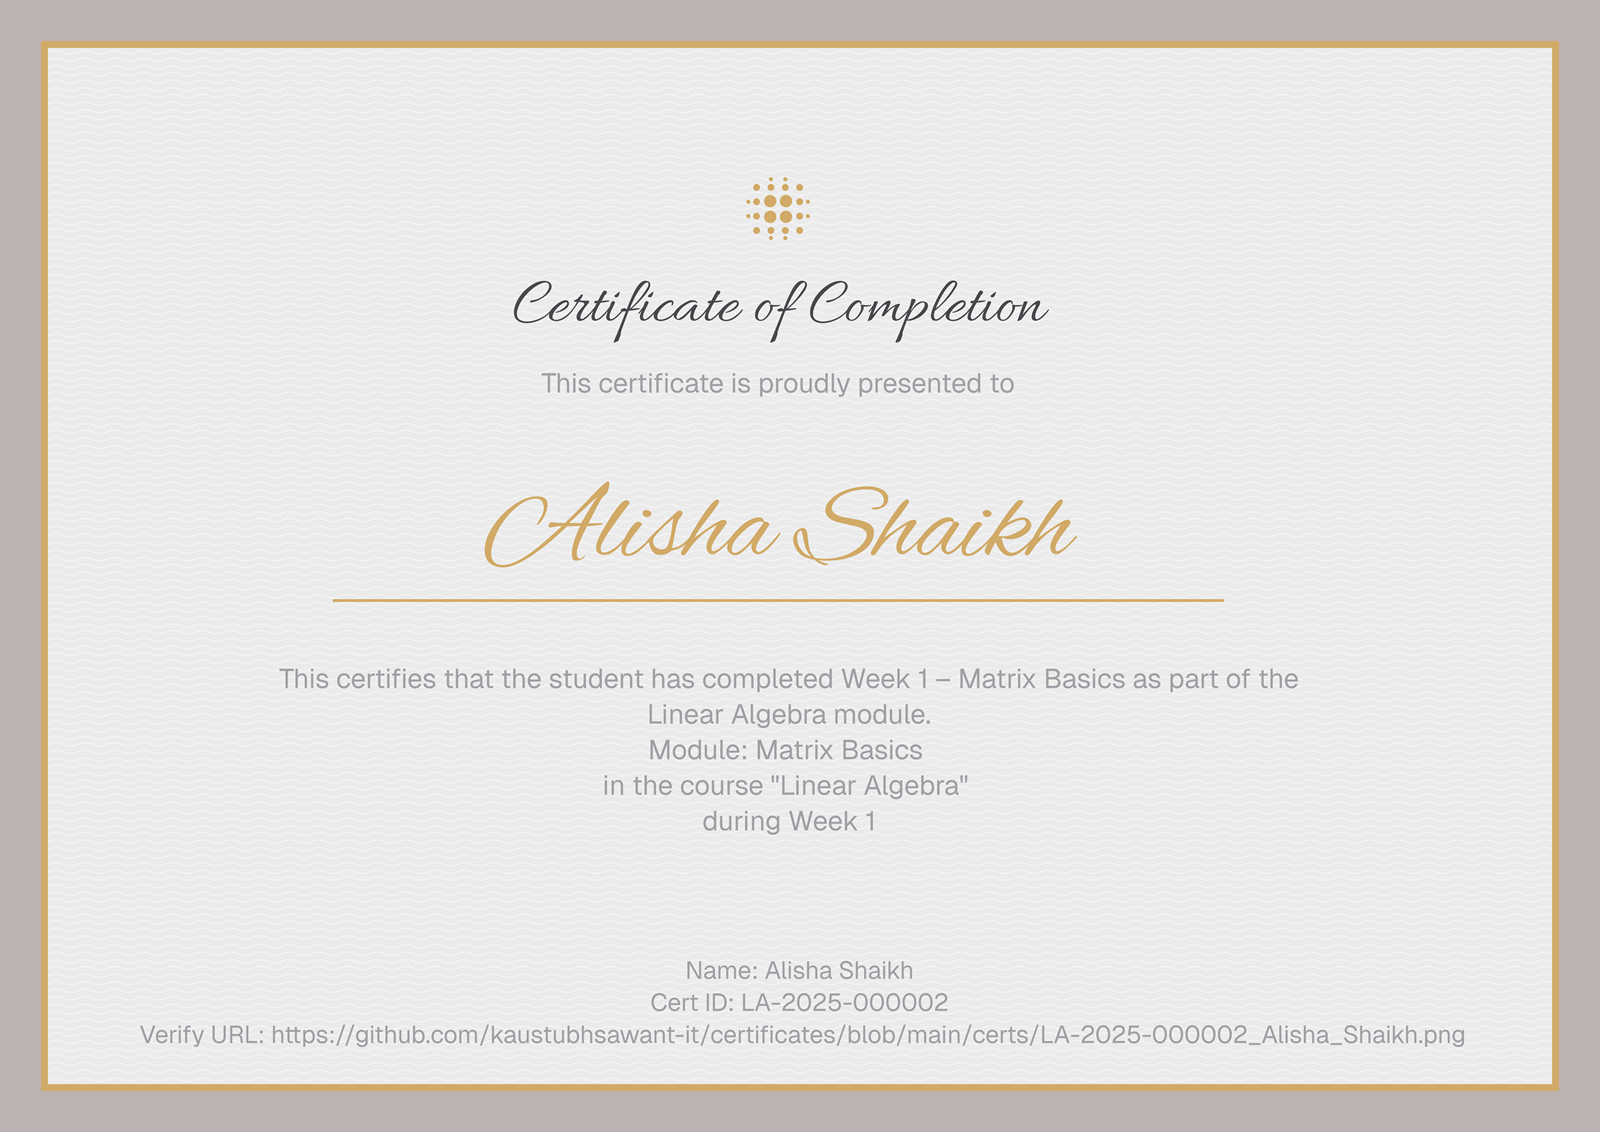 Certificate of Completion
This certificate is proudly presented to
Alisha Shaikh
This certifies that the student has completed Week 1 – Matrix Basics as part of the
Linear Algebra module.
Module: Matrix Basics
in the course "Linear Algebra"
during Week 1
Name: Alisha Shaikh
Cert ID: LA-2025-000002
Verify URL: https://github.com/kaustubhsawant-it/certificates/blob/main/certs/LA-2025-000002_Alisha_Shaikh.png